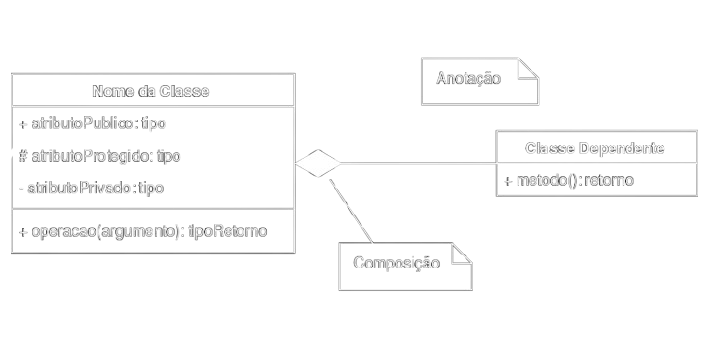 Anotação
Nome da Classe
+ atributoPublico: tipo
# atributoProtegido: tipo
- atributoPrivado: tipo
+ operacao(argumento): tipoRetorno
Classe Dependente
+ metodo(): retorno
Composição